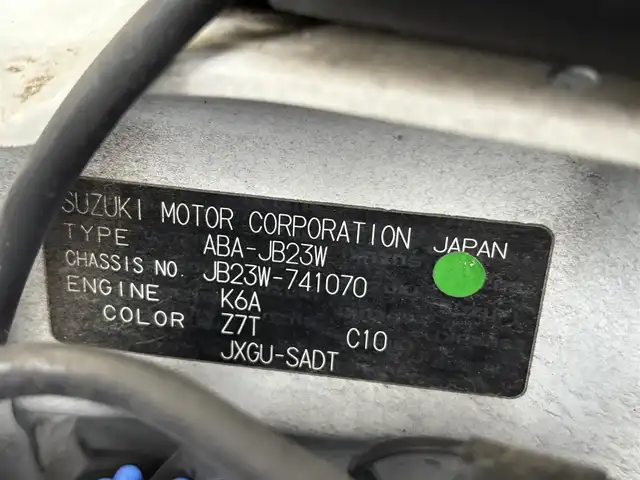 SUZUKI MOTOR CORPORATION JAPAN
TYPE ABA-JB23W
CHASSIS NO. JB23W-741070
ENGINE K6A
COLOR Z7T C10
JXGU-SADT